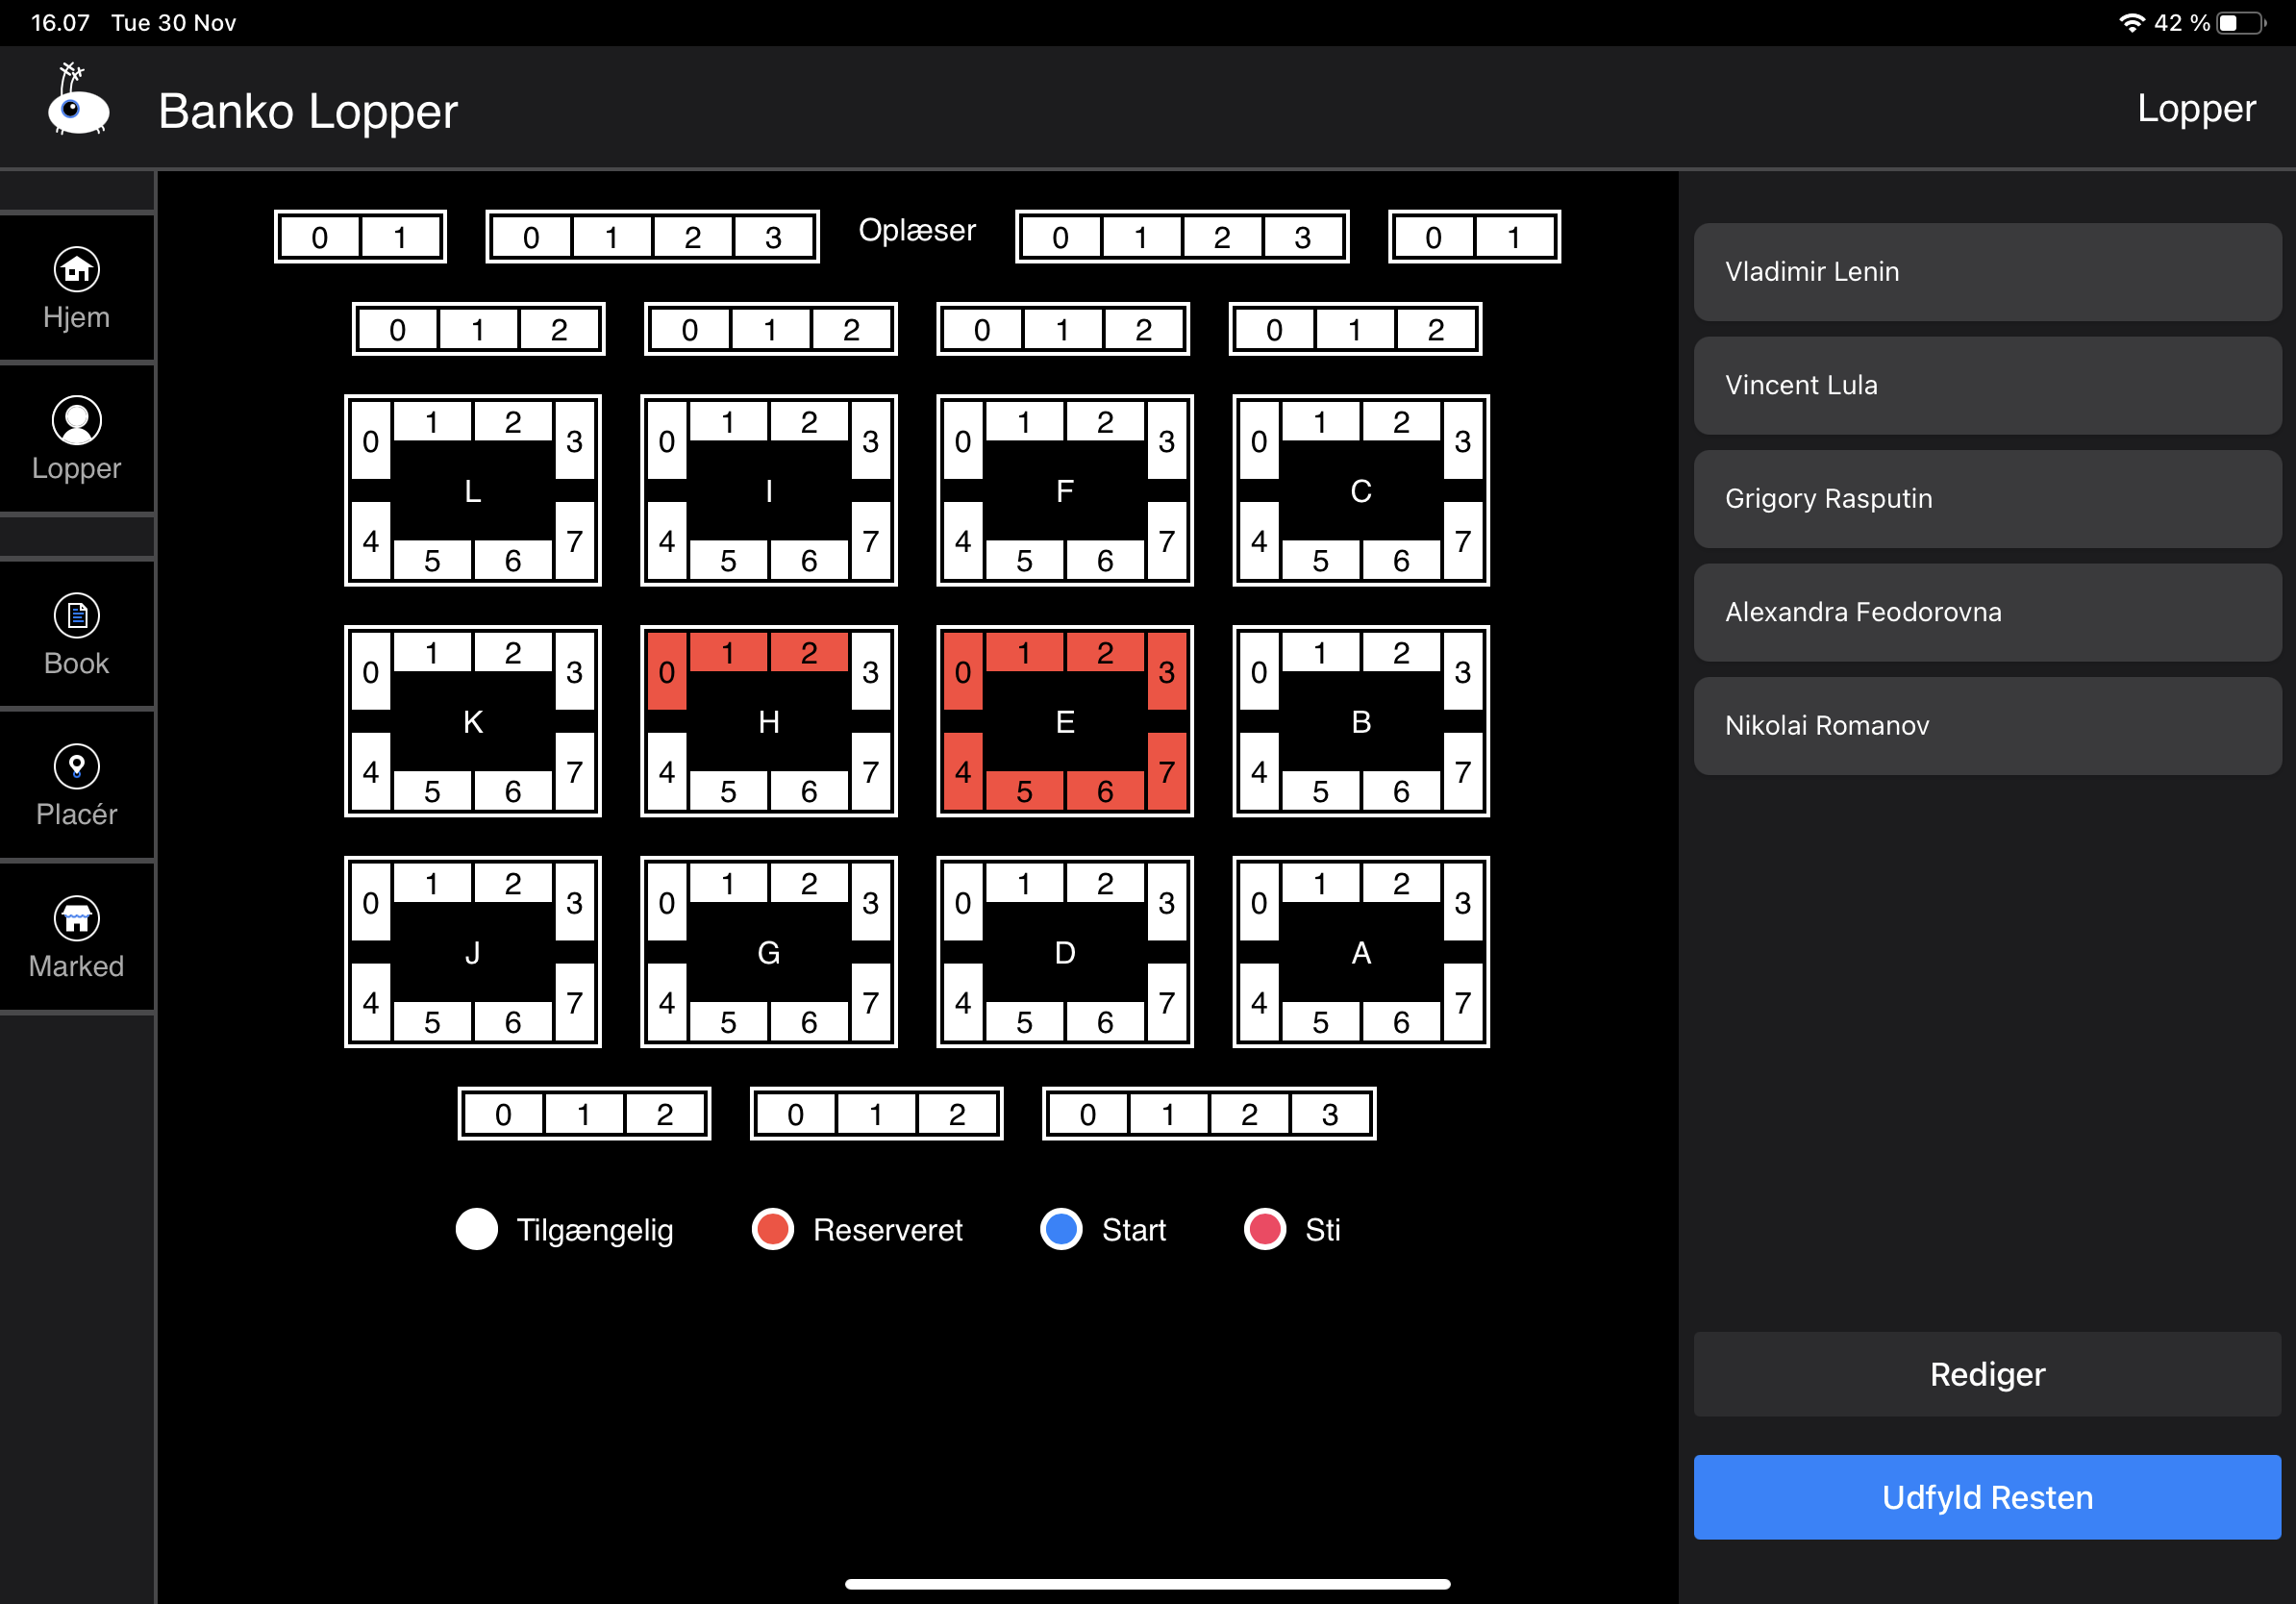 16.07 Tue 30 Nov 42 %
Banko Lopper Lopper
Hjem
Lopper
Book
Placér
Marked
0 1 0 1 2 3 Oplæser 0 1 2 3 0 1
0 1 2 0 1 2 0 1 2 0 1 2
0 1 2 3 0 1 2 3 0 1 2 3 0 1 2 3
L I F C
4 5 6 7 4 5 6 7 4 5 6 7 4 5 6 7
0 1 2 3 0 1 2 3 0 1 2 3 0 1 2 3
K H E B
4 5 6 7 4 5 6 7 4 5 6 7 4 5 6 7
0 1 2 3 0 1 2 3 0 1 2 3 0 1 2 3
J G D A
4 5 6 7 4 5 6 7 4 5 6 7 4 5 6 7
0 1 2 0 1 2 0 1 2 3
Tilgængelig Reserveret Start Sti
Vladimir Lenin
Vincent Lula
Grigory Rasputin
Alexandra Feodorovna
Nikolai Romanov
Rediger
Udfyld Resten